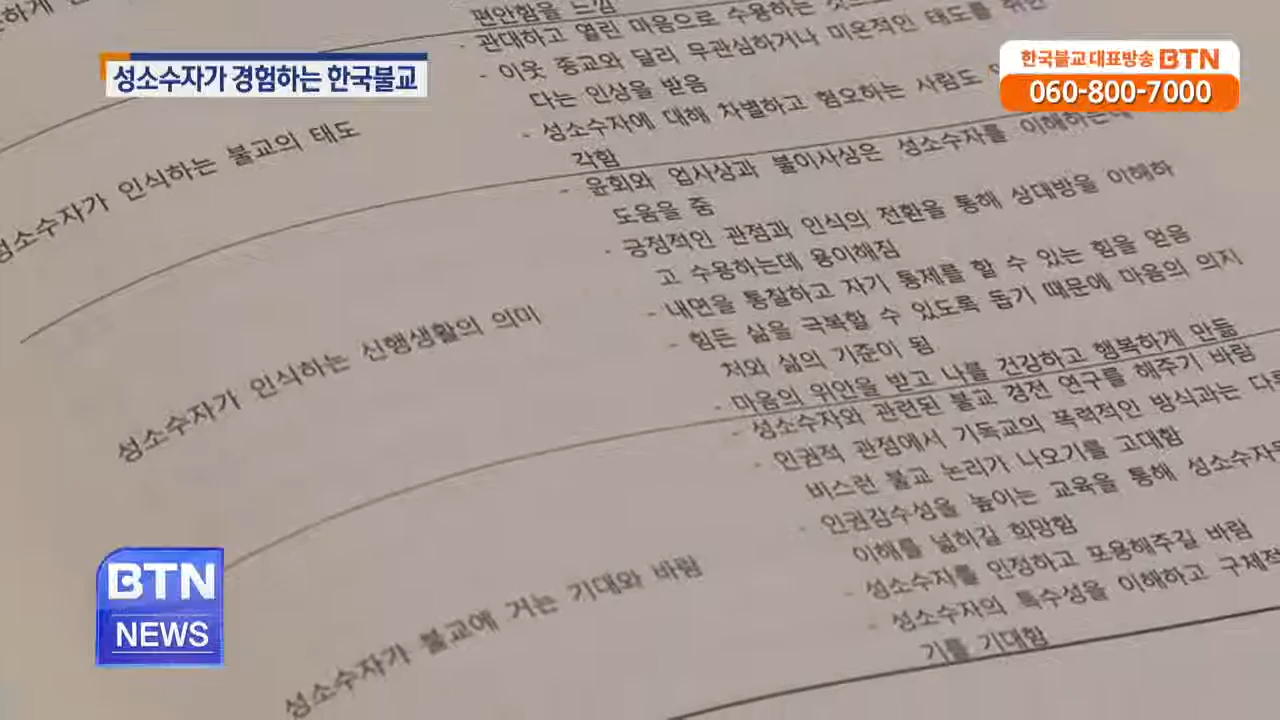 성소수자가 경험하는 한국불교
한국불교 대표방송 BTN
060-800-7000
편안함을 느낌
- 관대하고 열린 마음으로 수용하는
- 이웃 종교와 달리 무관심하거나 미온적인 태도를
다는 인상을 받음
- 성소수자에 대해 차별하고 혐오하는 사람도
각함
성소수자가 인식하는 불교의 태도
- 윤회와 업사상과 불이사상은 성소수자를 이해하는데
도움을 줌
- 긍정적인 관점과 인식의 전환을 통해 상대방을 이해하
고 수용하는데 용이해짐
- 내면을 통찰하고 자기 통제를 할 수 있는 힘을 얻음
- 힘든 삶을 극복할 수 있도록 돕기 때문에 마음의 의지
처와 삶의 기준이 됨
- 마음의 위안을 받고 나를 건강하고 행복하게 만듦
성소수자가 인식하는 신행생활의 의미
- 성소수자와 관련된 불교 경전 연구를 해주기 바람
- 인권적 관점에서 기독교의 폭력적인 방식과는 다른
비스런 불교 논리가 나오기를 고대함
- 인권감수성을 높이는 교육을 통해 성소수자
이해를 넓히길 희망함
- 성소수자를 인정하고 포용해주길 바람
- 성소수자의 특수성을 이해하고 구체적
기를 기대함
성소수자가 불교에 거는 기대와 바람
BTN
NEWS